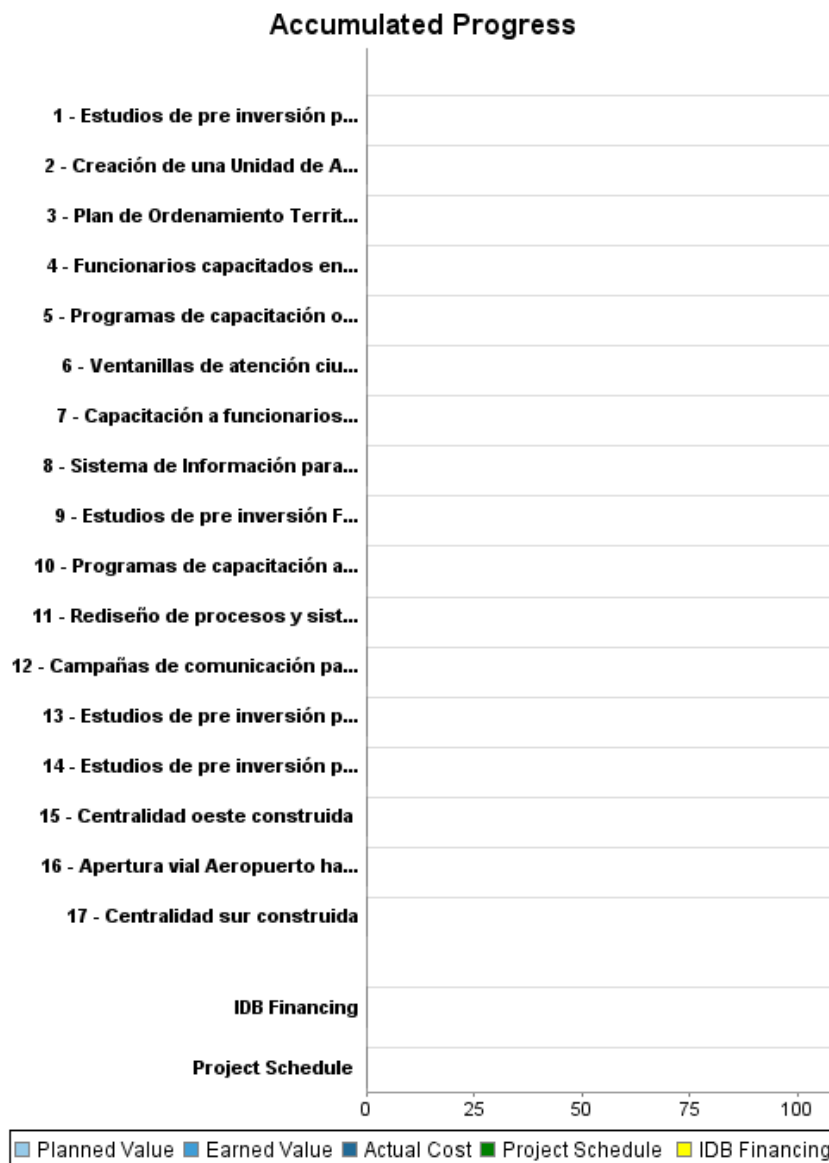 Accumulated Progress
1 - Estudios de pre inversión p...
2 - Creación de una Unidad de A...
3 - Plan de Ordenamiento Territ...
4 - Funcionarios capacitados en...
5 - Programas de capacitación o...
6 - Ventanillas de atención ciu...
7 - Capacitación a funcionarios...
8 - Sistema de Información para...
9 - Estudios de pre inversión F...
10 - Programas de capacitación a...
11 - Rediseño de procesos y sist...
12 - Campañas de comunicación pa...
13 - Estudios de pre inversión p...
14 - Estudios de pre inversión p...
15 - Centralidad oeste construida
16 - Apertura vial Aeropuerto ha...
17 - Centralidad sur construida
IDB Financing
Project Schedule
0 25 50 75 100
Planned Value Earned Value Actual Cost Project Schedule IDB Financing